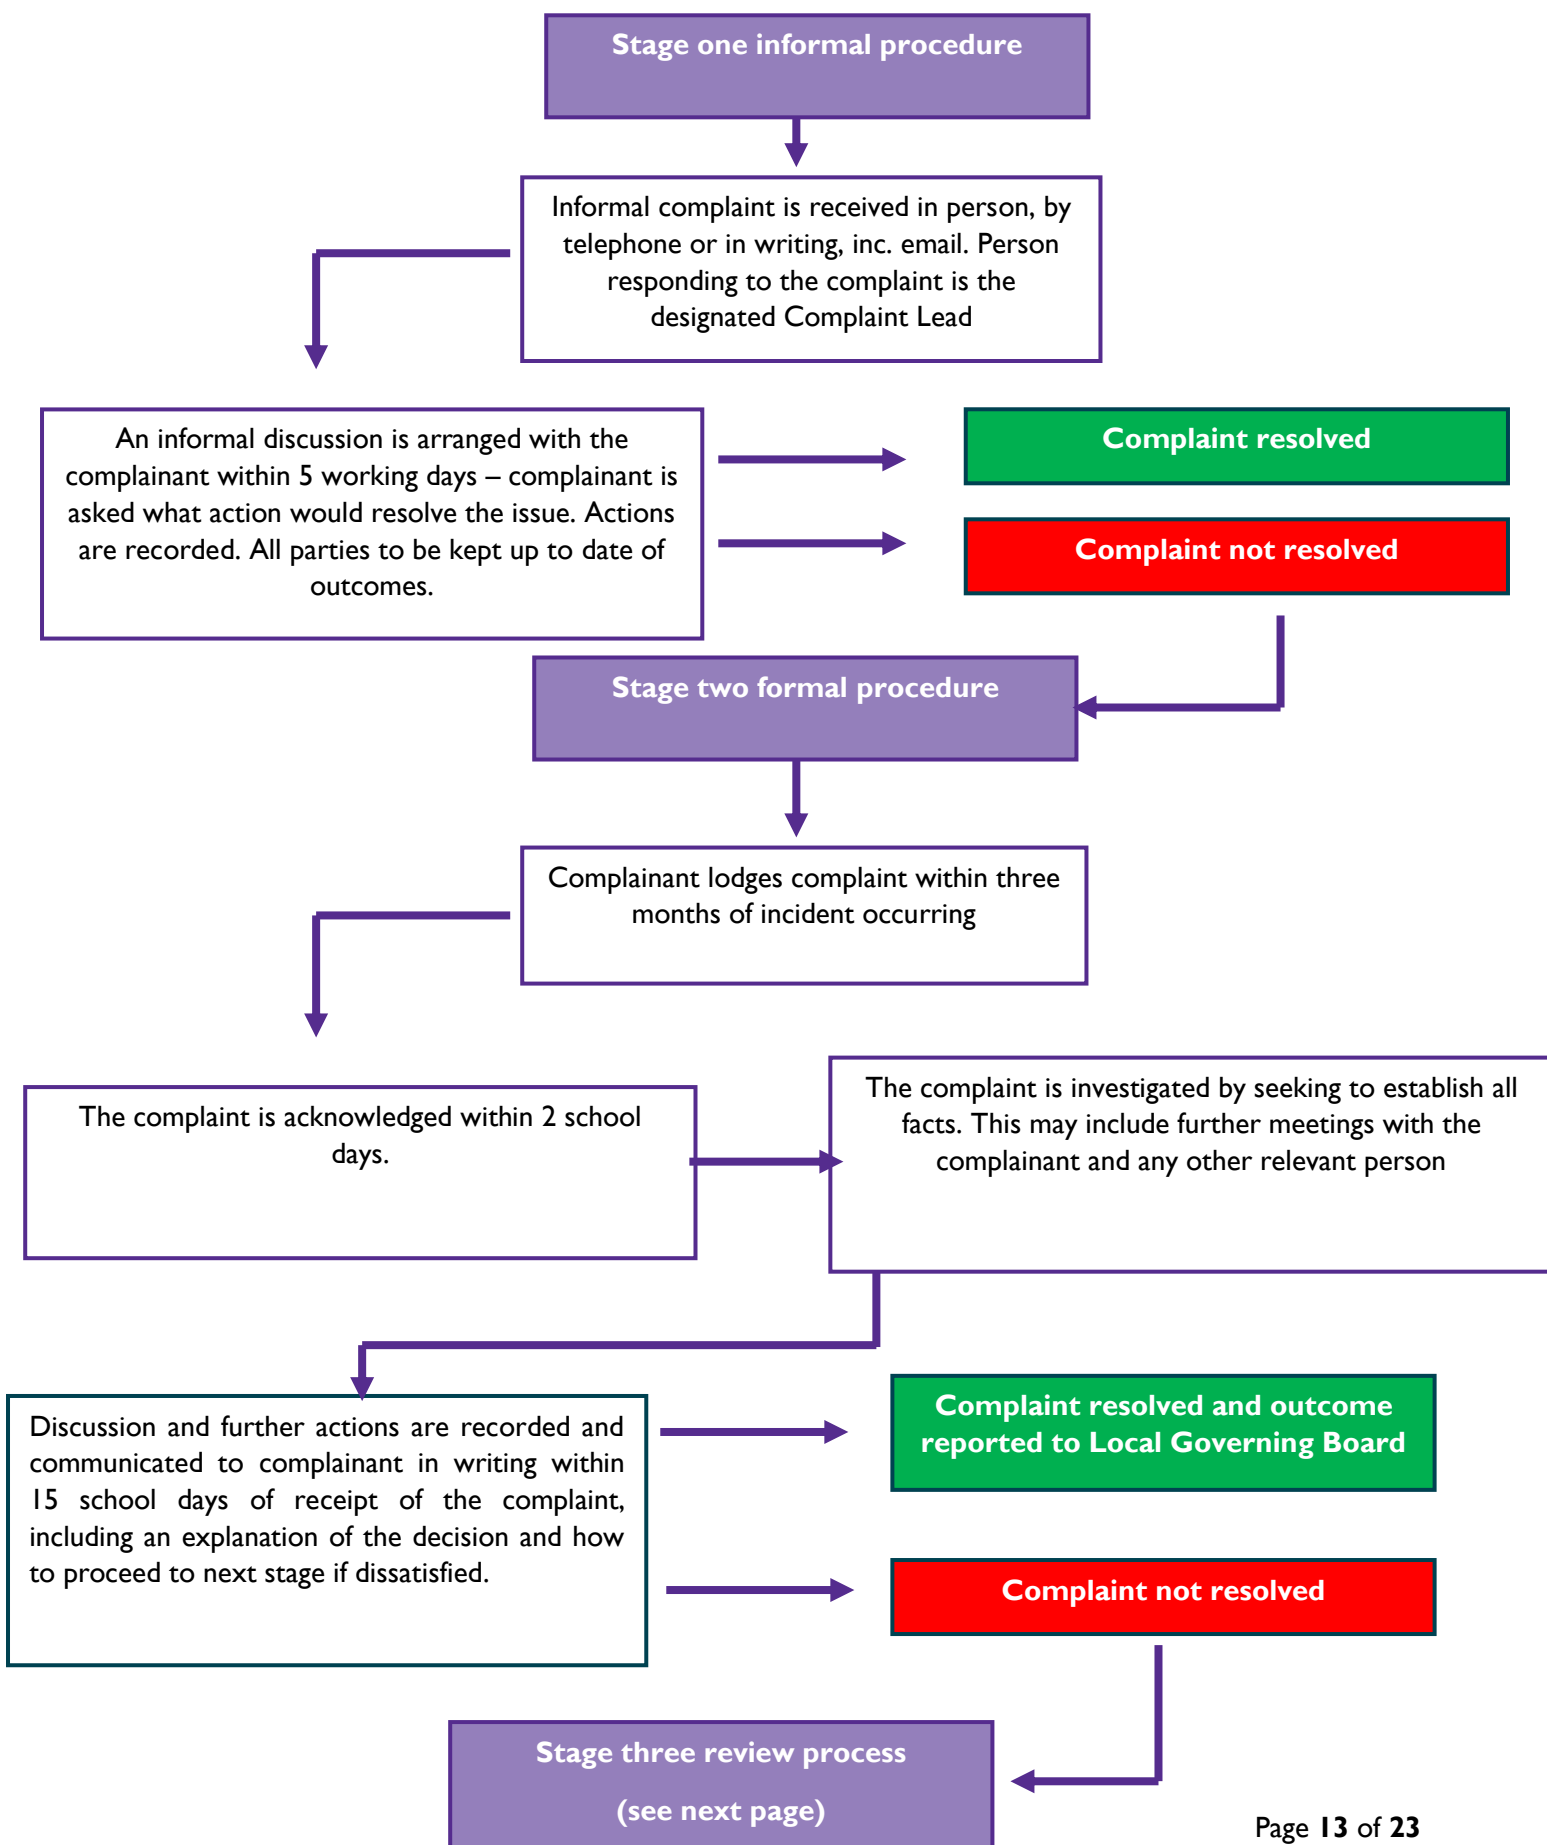 Stage one informal procedure
Informal complaint is received in person, by
telephone or in writing, inc. email. Person
responding to the complaint is the
designated Complaint Lead
An informal discussion is arranged with the
complainant within 5 working days – complainant is
asked what action would resolve the issue. Actions
are recorded. All parties to be kept up to date of
outcomes.
Complaint resolved
Complaint not resolved
Stage two formal procedure
Complainant lodges complaint within three
months of incident occurring
The complaint is acknowledged within 2 school
days.
The complaint is investigated by seeking to establish all
facts. This may include further meetings with the
complainant and any other relevant person
Discussion and further actions are recorded and
communicated to complainant in writing within
15 school days of receipt of the complaint,
including an explanation of the decision and how
to proceed to next stage if dissatisfied.
Complaint resolved and outcome
reported to Local Governing Board
Complaint not resolved
Stage three review process
(see next page)
Page 13 of 23